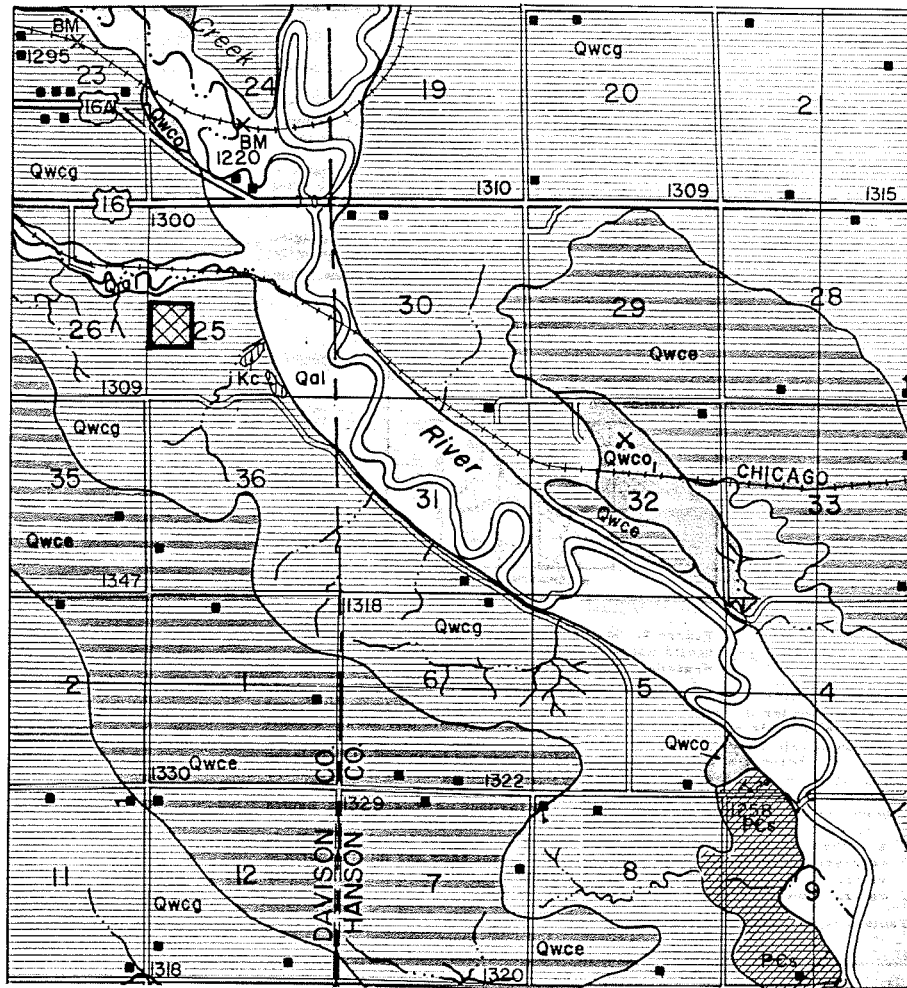 BM
Creek
Qwcg
1295
23
24
19
20
21
16A
Qwco
BM
1220
Qwcg
16
1310
1309
1315
1300
Qal
30
29
28
26
25
Qwce
Kc
Qal
1309
Qwcg
River
Qwco1
CHICAGO
35
36
31
32
33
Qwce
Qwce
1347
1318
Qwcg
2
1
6
5
4
Qwco
Qwce
CO
CO
1330
1322
1329
1258
PCs
DAVISON
HANSON
11
12
7
8
9
Qwcg
Qwce
PCs
1318
1320